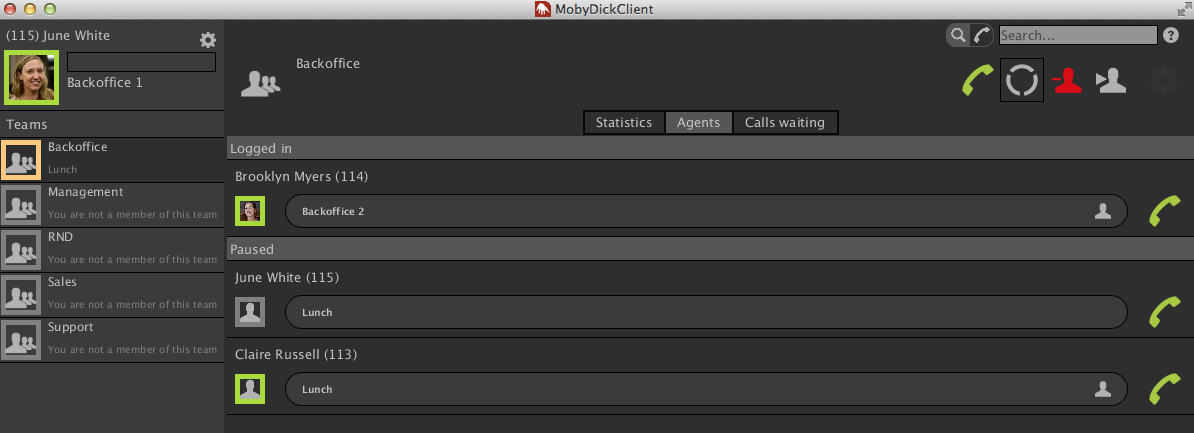 MobyDickClient
(115) June White
Backoffice 1
Teams
Backoffice
Lunch
Management
You are not a member of this team
RND
You are not a member of this team
Sales
You are not a member of this team
Support
You are not a member of this team
Search...
?
Backoffice
Statistics
Agents
Calls waiting
Logged in
Brooklyn Myers (114)
Backoffice 2
Paused
June White (115)
Lunch
Claire Russell (113)
Lunch